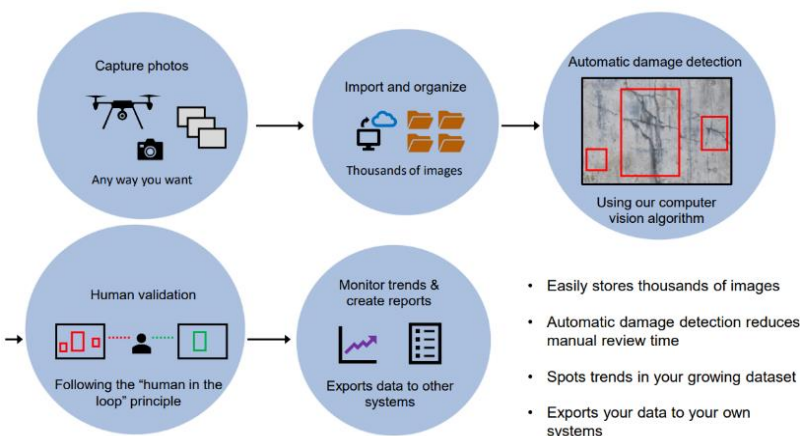 Capture photos
Any way you want
Import and organize
Thousands of images
Automatic damage detection
Using our computer
vision algorithm
Human validation
Following the “human in the
loop” principle
Monitor trends &
create reports
Exports data to other
systems
• Easily stores thousands of images
• Automatic damage detection reduces
manual review time
• Spots trends in your growing dataset
• Exports your data to your own
systems